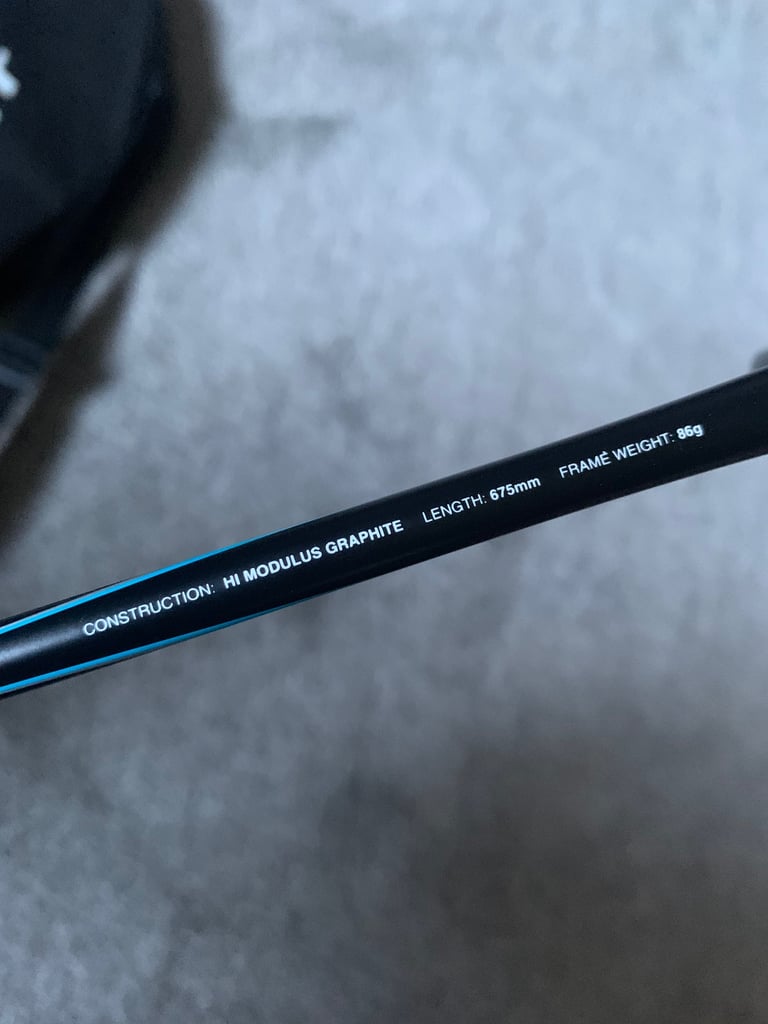 CONSTRUCTION: HI MODULUS GRAPHITE LENGTH: 675mm FRAME WEIGHT: 86g